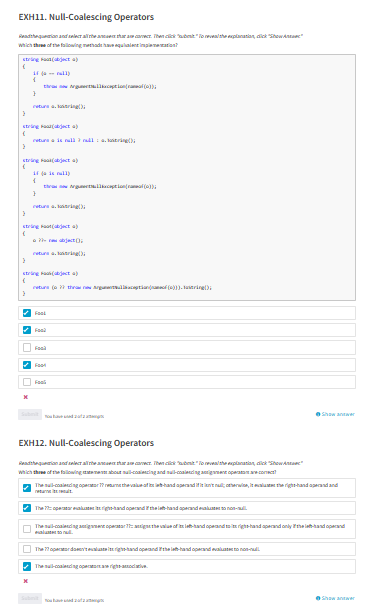 EXH11. Null-Coalescing Operators
Read the question and select all the answers that are correct. Then click "submit." To reveal the explanation, click "Show Answer."
Which three of the following methods have equivalent implementation?
string Foo1(object o)
{
if (o == null)
{
throw new ArgumentNullException(nameof(o));
}
return o.ToString();
}
string Foo2(object o)
{
return o is null ? null : o.ToString();
}
string Foo3(object o)
{
if (o is null)
{
throw new ArgumentNullException(nameof(o));
}
return o.ToString();
}
string Foo4(object o)
{
o ??= new object();
return o.ToString();
}
string Foo5(object o)
{
return (o ?? throw new ArgumentNullException(nameof(o))).ToString();
}
Foo1
Foo2
Foo3
Foo4
Foo5
Submit You have used 2 of 2 attempts
Show answer
EXH12. Null-Coalescing Operators
Read the question and select all the answers that are correct. Then click "submit." To reveal the explanation, click "Show Answer."
Which three of the following statements about null-coalescing and null-coalescing assignment operators are correct?
The null-coalescing operator ?? returns the value of its left-hand operand if it isn't null; otherwise, it evaluates the right-hand operand and
returns its result.
The ??= operator evaluates its right-hand operand if the left-hand operand evaluates to non-null.
The null-coalescing assignment operator ??= assigns the value of its left-hand operand to its right-hand operand only if the left-hand operand
evaluates to null.
The ?? operator doesn't evaluate its right-hand operand if the left-hand operand evaluates to non-null.
The null-coalescing operators are right-associative.
Submit You have used 2 of 2 attempts
Show answer